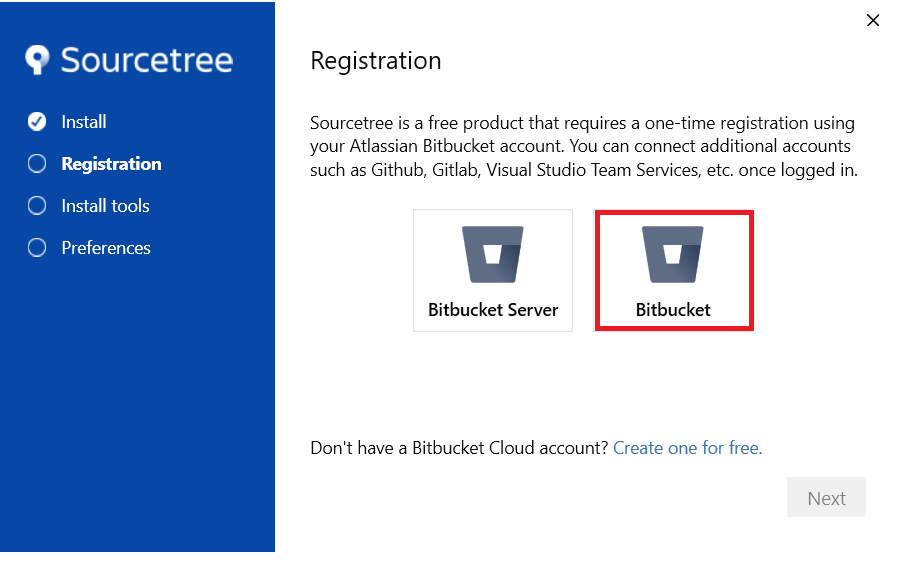 Sourcetree
Install
Registration
Install tools
Preferences
Registration
Sourcetree is a free product that requires a one-time registration using
your Atlassian Bitbucket account. You can connect additional accounts
such as Github, Gitlab, Visual Studio Team Services, etc. once logged in.
Bitbucket Server
Bitbucket
Don't have a Bitbucket Cloud account? Create one for free.
Next